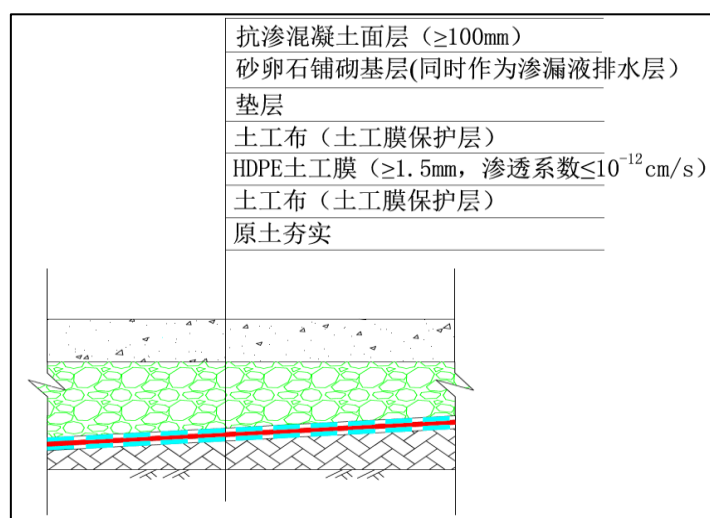 抗渗混凝土面层（≥100mm）
砂卵石铺砌基层(同时作为渗漏液排水层）
垫层
土工布（土工膜保护层）
HDPE土工膜（≥1.5mm，渗透系数≤10⁻¹²cm/s）
土工布（土工膜保护层）
原土夯实